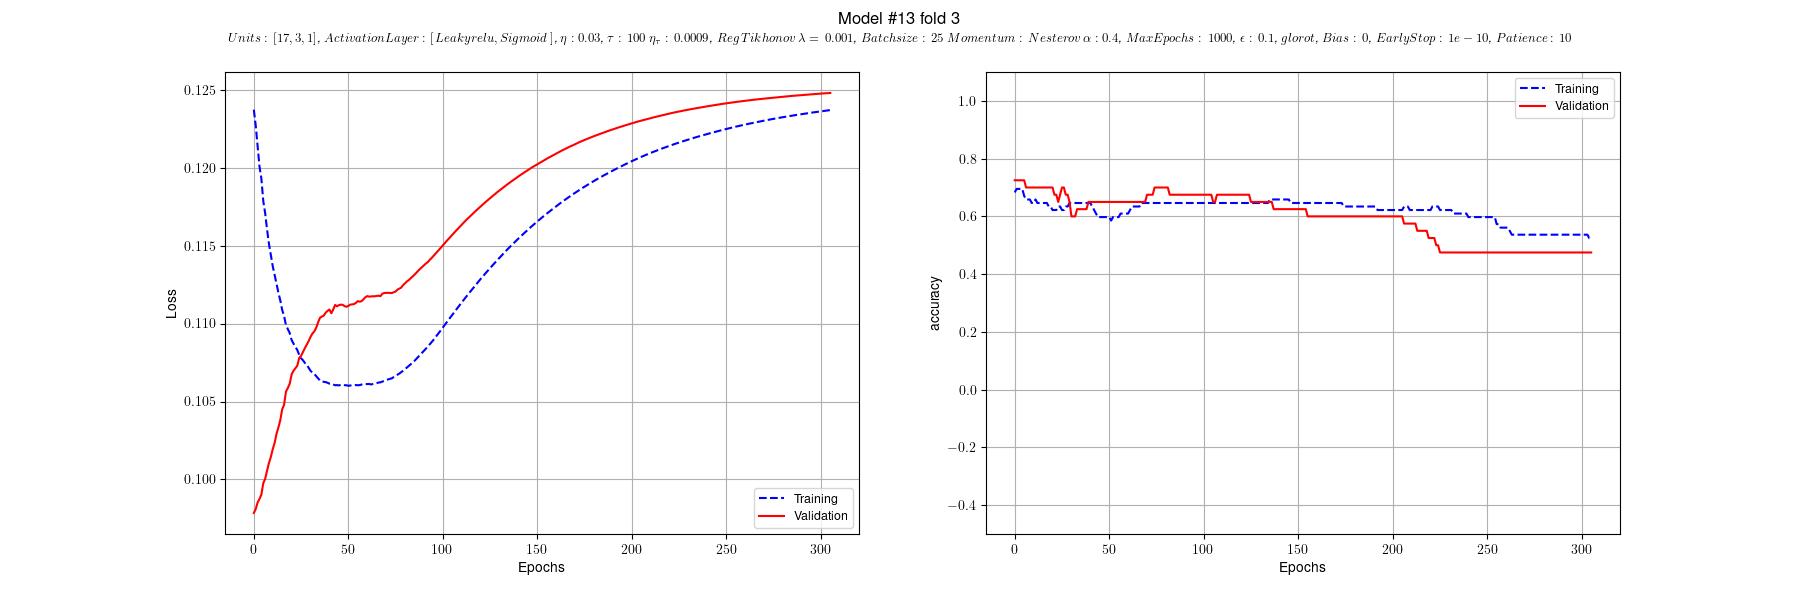 Model #13 fold 3
Units : [17, 3, 1], ActivationLayer : [Leakyrelu, Sigmoid ], η : 0.03, τ : 100 ητ : 0.0009, RegTikhonov λ = 0.001, Batchsize : 25 Momentum : Nesterov α : 0.4, MaxEpochs : 1000, ϵ : 0.1, glorot, Bias : 0, EarlyStop : 1e − 10, Patience : 10
Loss
0.125
0.120
0.115
0.110
0.105
0.100
0 50 100 150 200 250 300
Epochs
Training
Validation
accuracy
1.0
0.8
0.6
0.4
0.2
0.0
−0.2
−0.4
0 50 100 150 200 250 300
Epochs
Training
Validation